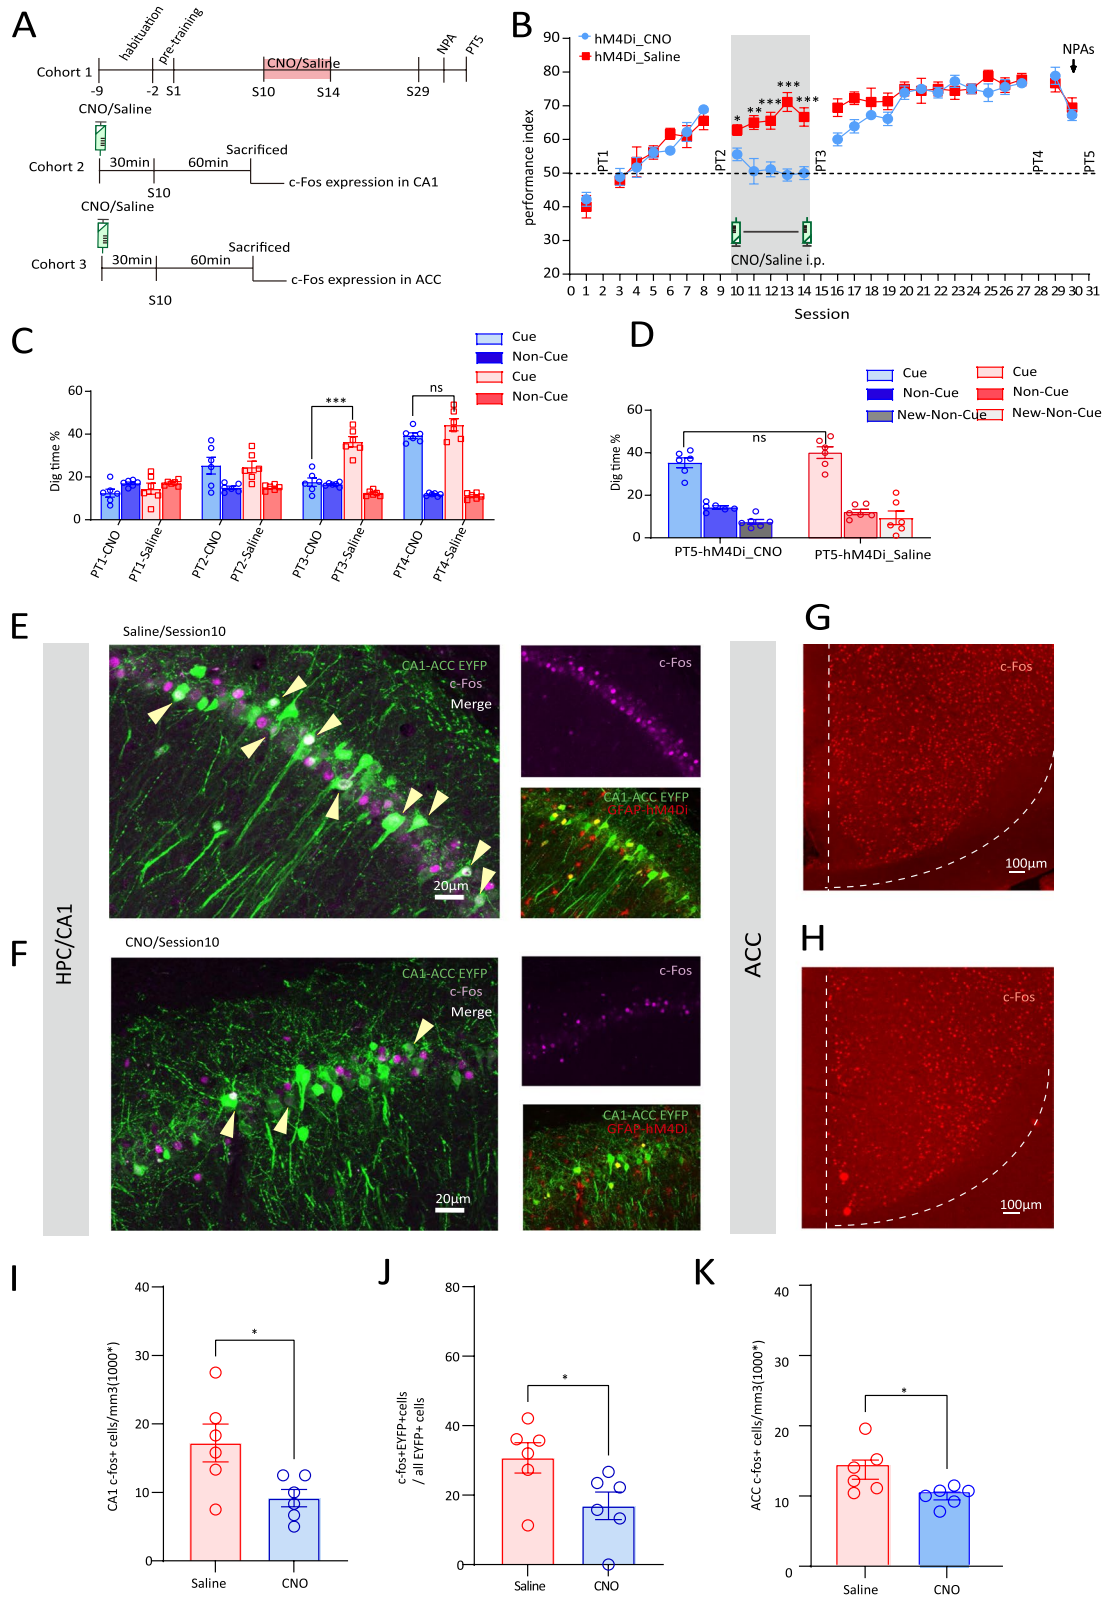 A
habituation
pre-training
NPA
PT5
Cohort 1
CNO/Saline
-9
-2
S1
S10
S14
S29
CNO/Saline
Cohort 2
30min
60min
Sacrificed
c-Fos expression in CA1
S10
CNO/Saline
Cohort 3
30min
60min
Sacrificed
c-Fos expression in ACC
S10
B
hM4Di_CNO
hM4Di_Saline
NPAs
performance index
90
80
70
60
50
40
30
20
* ** *** *** ***
PT1
PT2
PT3
PT4
PT5
CNO/Saline i.p.
0 1 2 3 4 5 6 7 8 9 10 11 12 13 14 15 16 17 18 19 20 21 22 23 24 25 26 27 28 29 30 31
Session
C
Cue
Non-Cue
Cue
Non-Cue
Dig time %
60
40
20
0
***
ns
PT1-CNO
PT1-Saline
PT2-CNO
PT2-Saline
PT3-CNO
PT3-Saline
PT4-CNO
PT4-Saline
D
Cue
Non-Cue
New-Non-Cue
Cue
Non-Cue
New-Non-Cue
Dig time %
60
40
20
0
ns
PT5-hM4Di_CNO
PT5-hM4Di_Saline
E
Saline/Session10
CA1-ACC EYFP
c-Fos
Merge
20μm
c-Fos
CA1-ACC EYFP
GFAP-hM4Di
HPC/CA1
F
CNO/Session10
CA1-ACC EYFP
c-Fos
Merge
20μm
c-Fos
CA1-ACC EYFP
GFAP-hM4Di
ACC
G
c-Fos
100μm
H
c-Fos
100μm
I
CA1 c-fos+ cells/mm3(1000*)
40
30
20
10
0
*
Saline
CNO
J
c-fos+EYFP+cells
/ all EYFP+ cells
80
60
40
20
0
*
Saline
CNO
K
ACC c-fos+ cells/mm3(1000*)
40
30
20
10
0
*
Saline
CNO